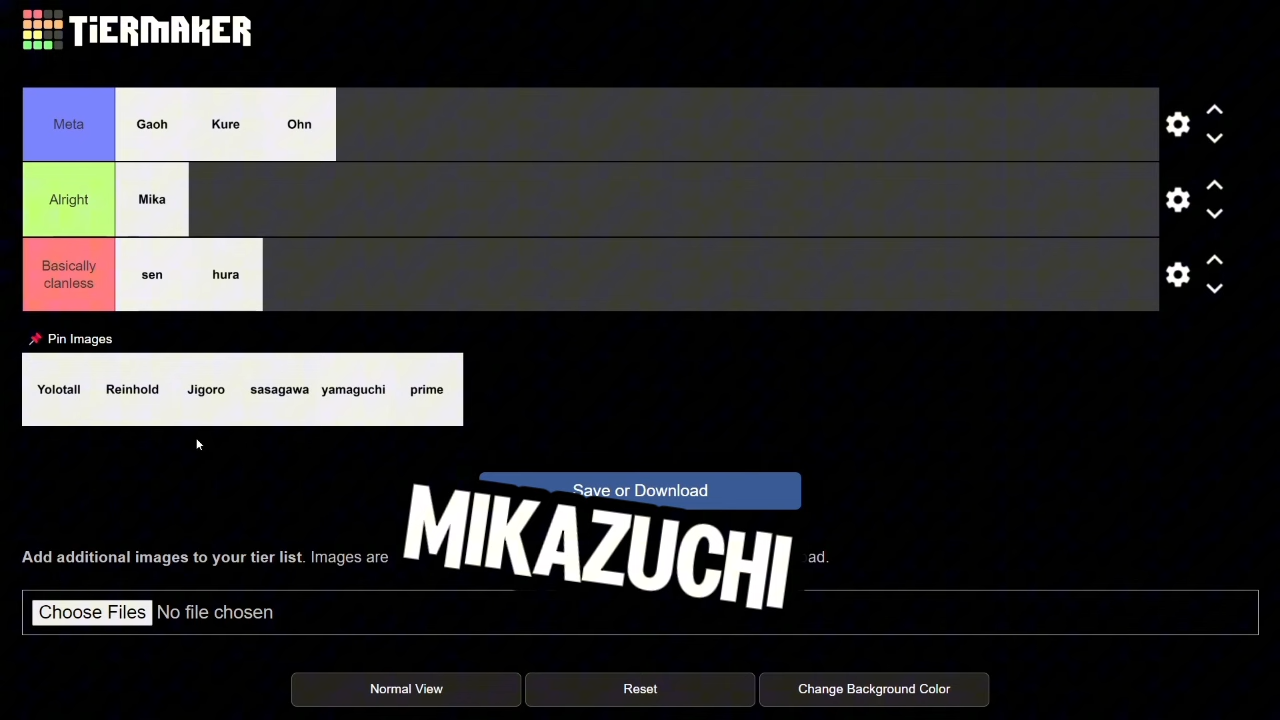 TiERMAKER
Meta
Gaoh
Kure
Ohn
Alright
Mika
Basically
clanless
sen
hura
Pin Images
Yolotall
Reinhold
Jigoro
sasagawa
yamaguchi
prime
Save or Download
MIKAZUCHI
Add additional images to your tier list. Images are
ad.
Choose Files No file chosen
Normal View
Reset
Change Background Color